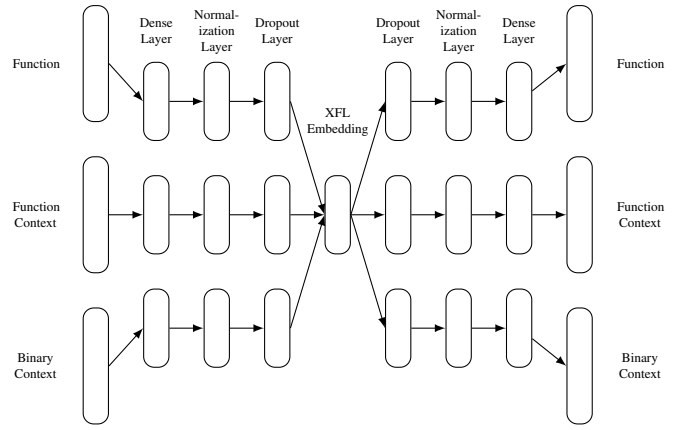 Dense
Layer
Normal-
ization
Layer
Dropout
Layer
Dropout
Layer
Normal-
ization
Layer
Dense
Layer
Function
XFL
Embedding
Function
Function
Context
Function
Context
Binary
Context
Binary
Context